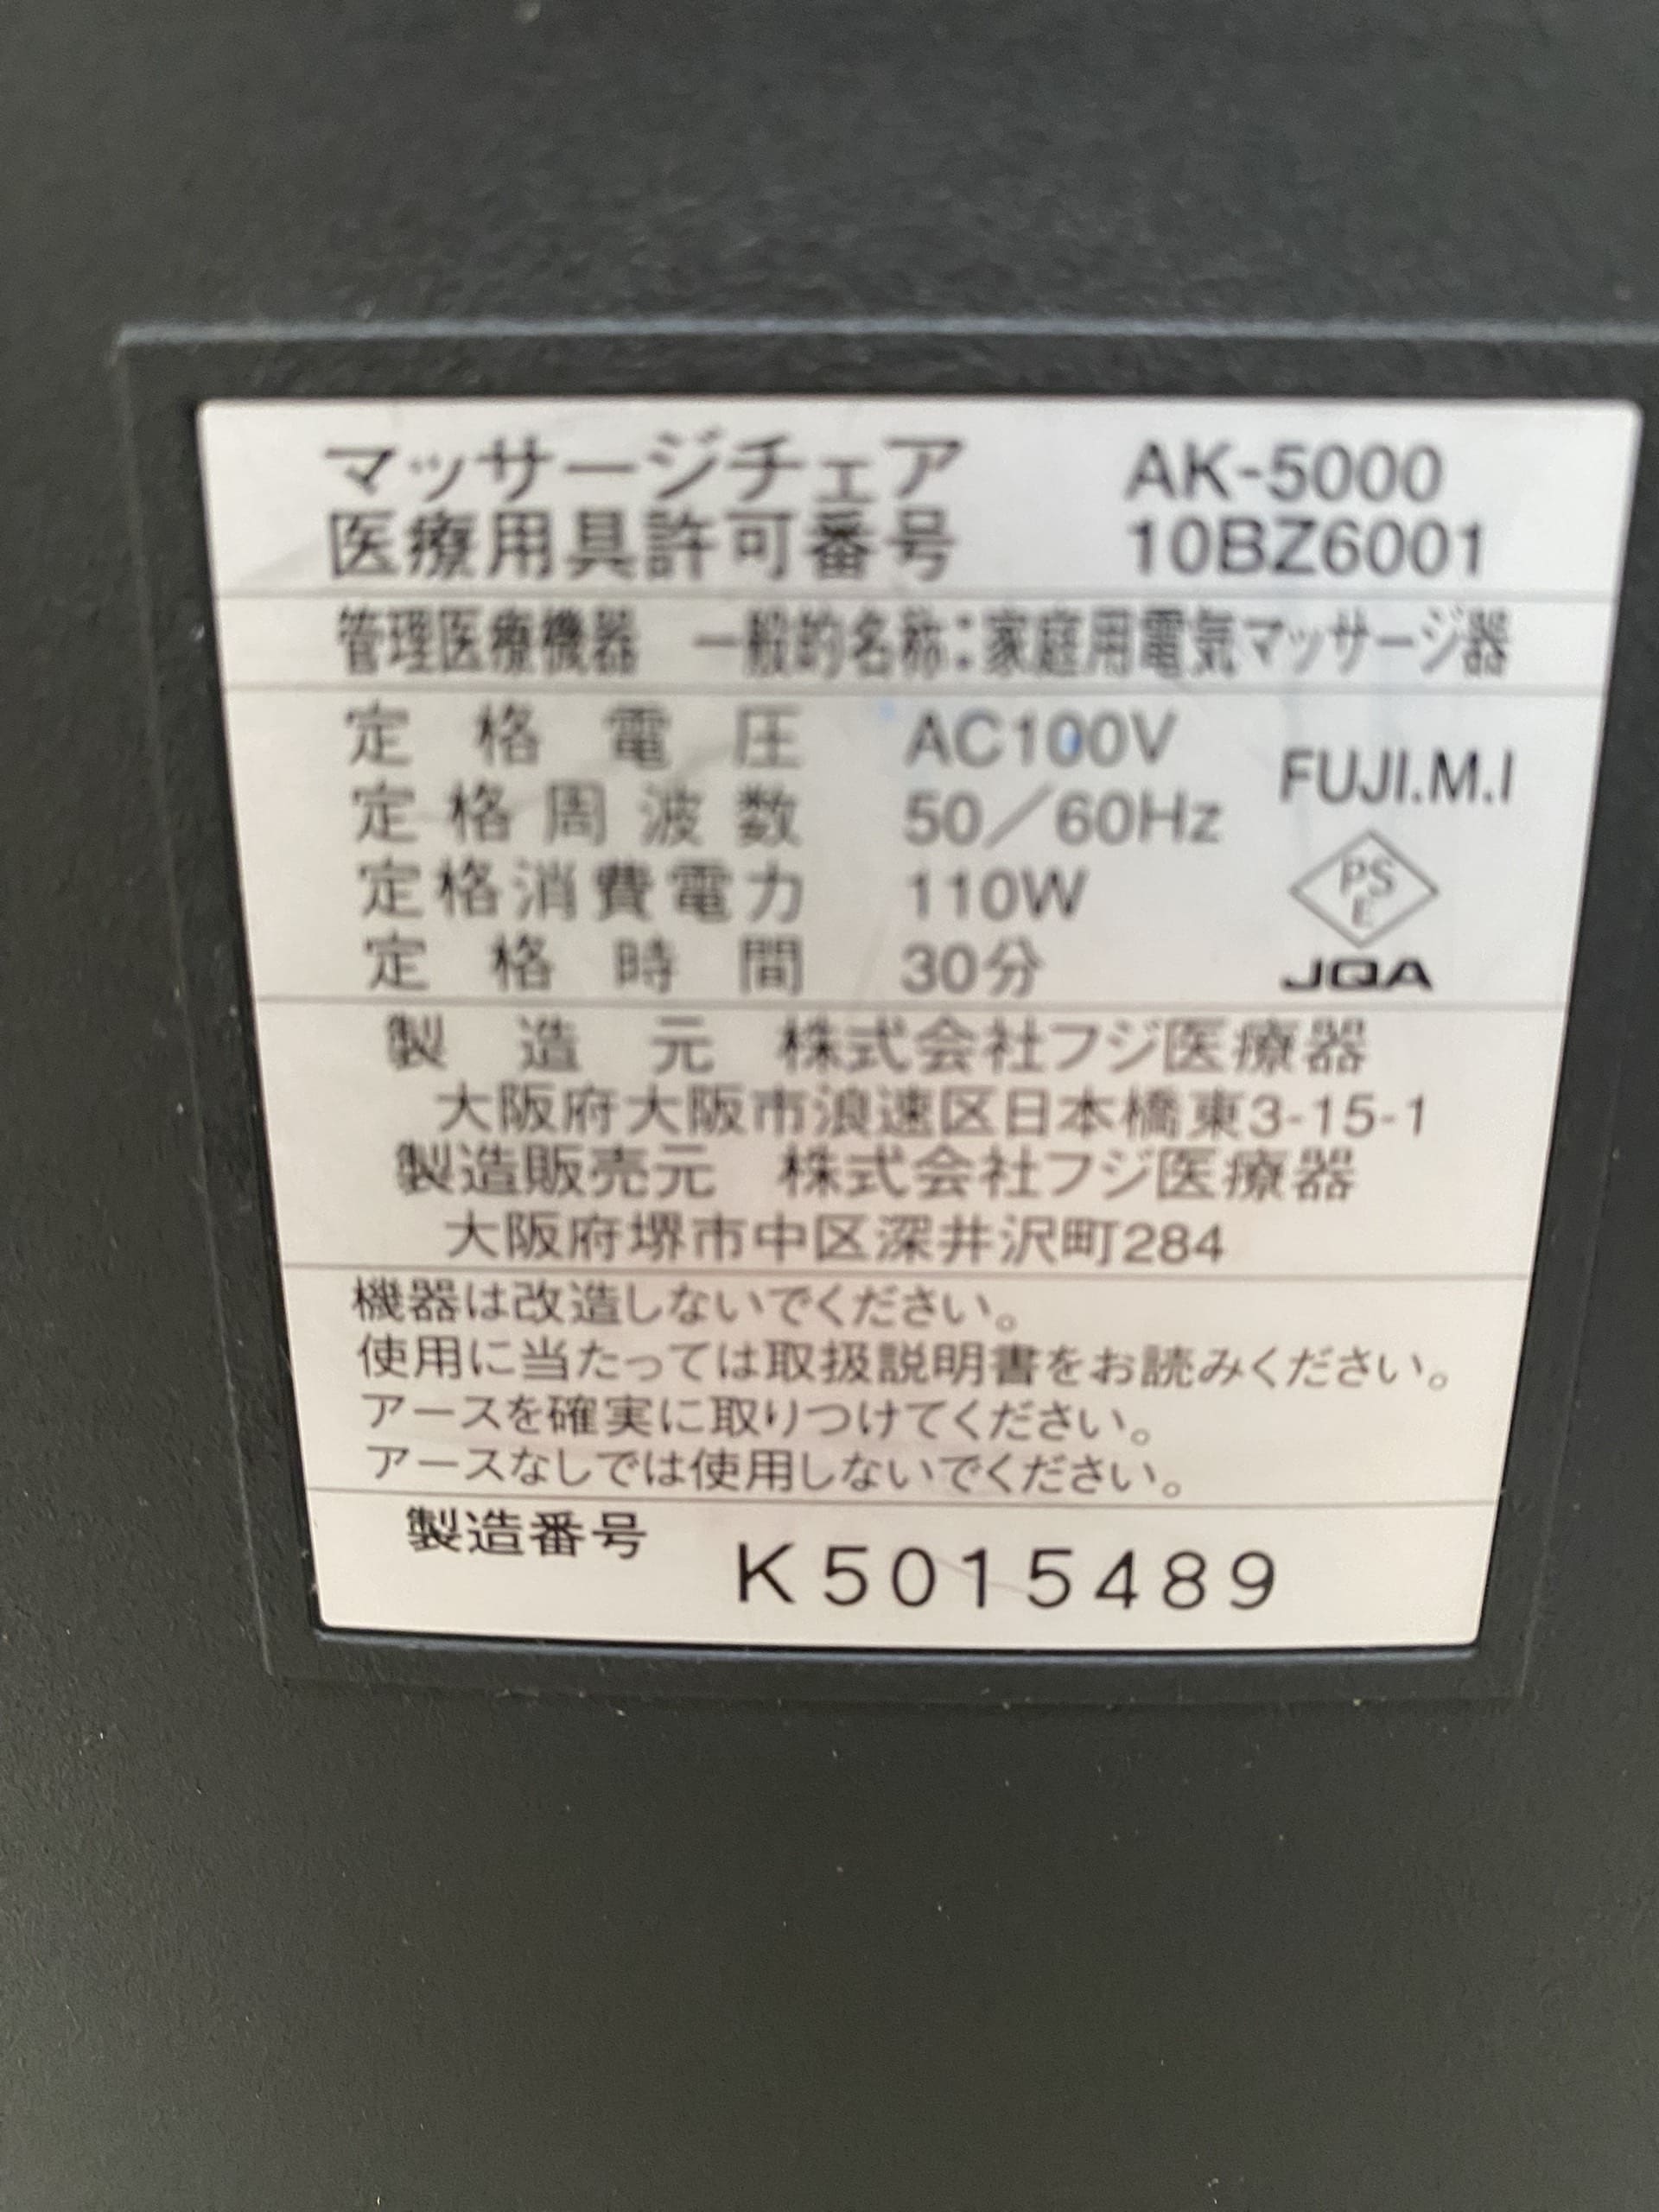 マッサージチェア AK-5000
医療用具許可番号 10BZ6001
管理医療機器 一般的名称:家庭用電気マッサージ器
定格電圧 AC100V
定格周波数 50/60Hz
定格消費電力 110W
定格時間 30分
FUJI.M.I
PSE
JQA
製造元 株式会社フジ医療器
大阪府大阪市浪速区日本橋東3-15-1
製造販売元 株式会社フジ医療器
大阪府堺市中区深井沢町284
機器は改造しないでください。
使用に当たっては取扱説明書をお読みください。
アースを確実に取りつけてください。
アースなしでは使用しないでください。
製造番号 K5015489